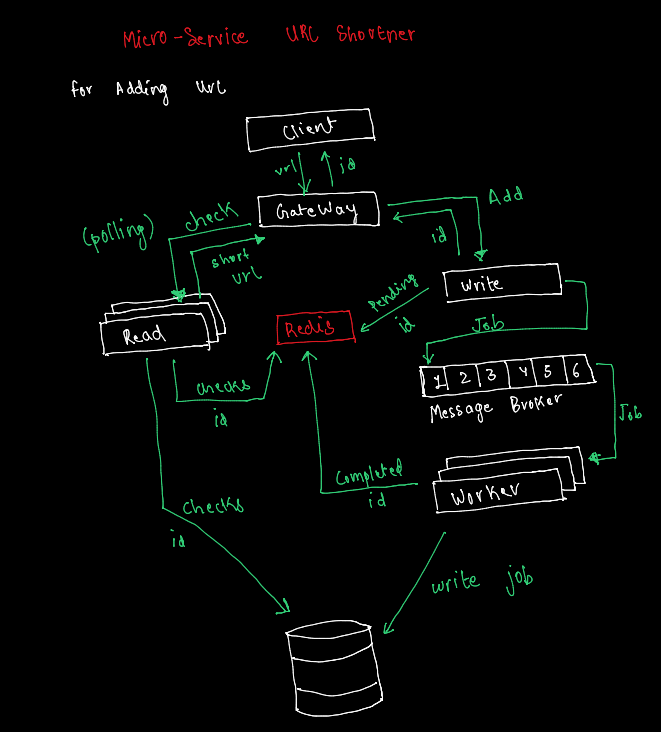 Micro-Service URL Shortner
for Adding Url
Client
url
id
GateWay
Add
id
(polling)
check
short
url
Write
Pending
id
Read
Redis
Job
checks
id
1 2 3 4 5 6
Message Broker
Job
Completed
id
Worker
checks
id
write job